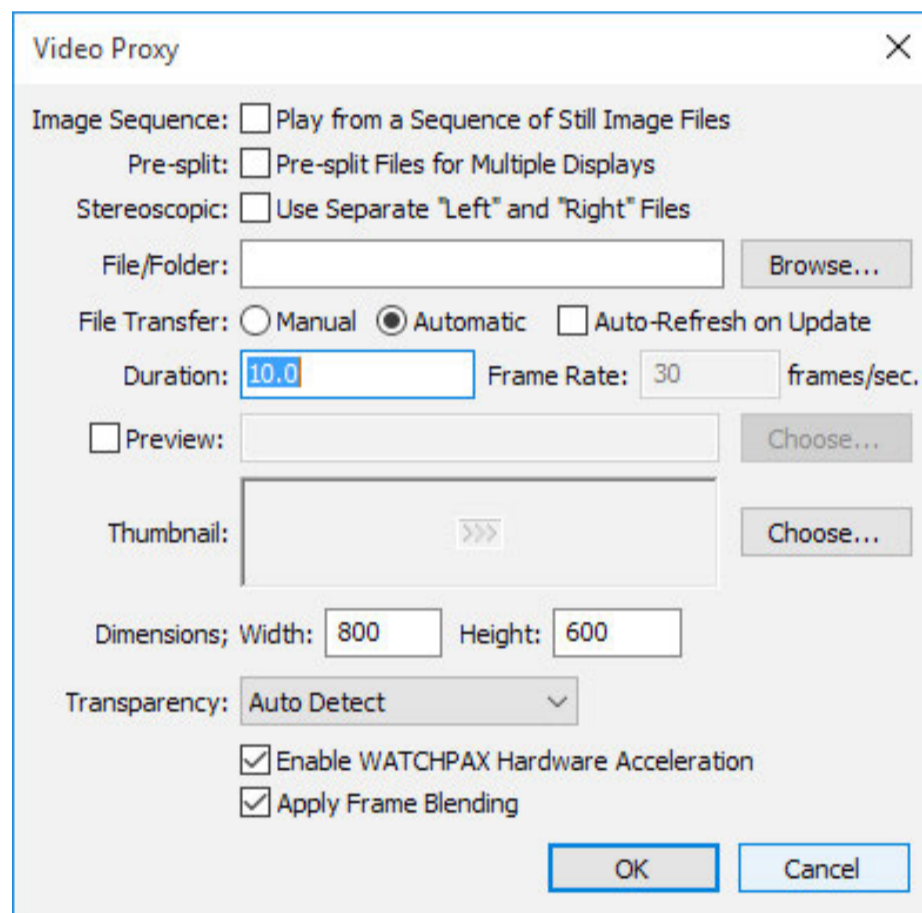 Video Proxy
Image Sequence: Play from a Sequence of Still Image Files
Pre-split: Pre-split Files for Multiple Displays
Stereoscopic: Use Separate "Left" and "Right" Files
File/Folder: Browse...
File Transfer: Manual Automatic Auto-Refresh on Update
Duration: 10.0 Frame Rate: 30 frames/sec.
Preview: Choose...
Thumbnail: >>> Choose...
Dimensions; Width: 800 Height: 600
Transparency: Auto Detect
Enable WATCHPAX Hardware Acceleration
Apply Frame Blending
OK Cancel